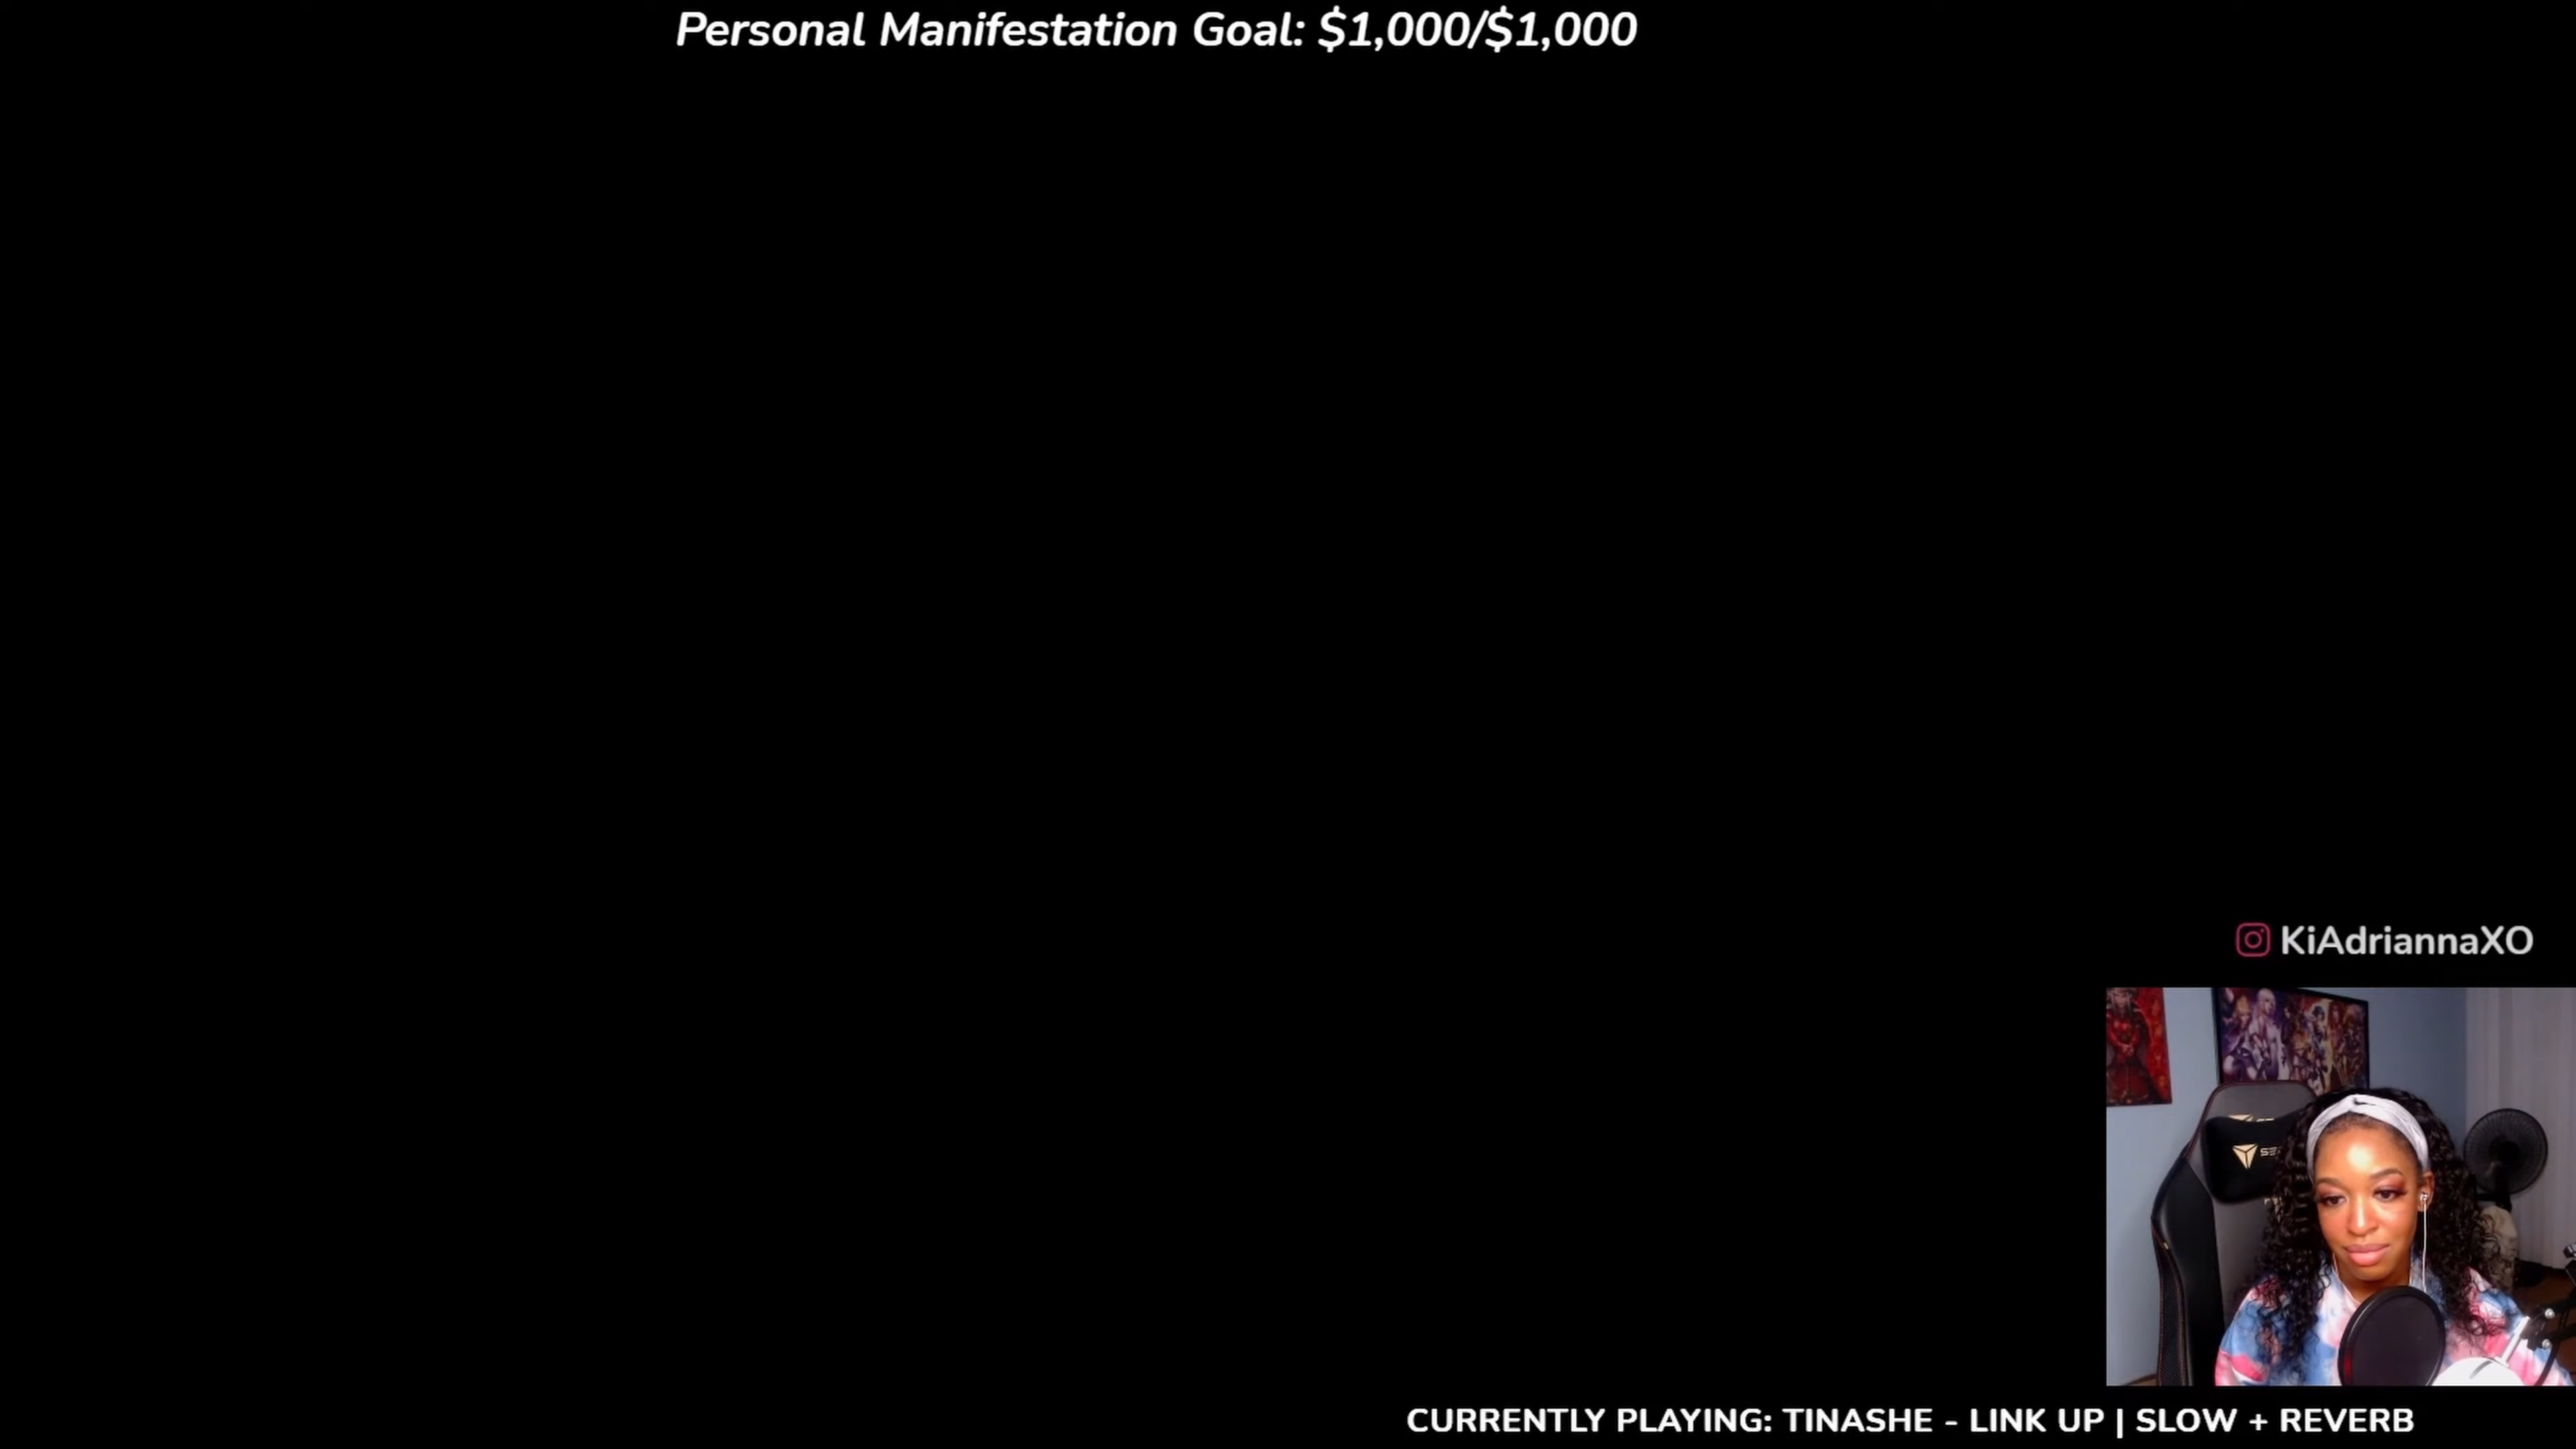 Personal Manifestation Goal: $1,000/$1,000
KiAdriannaXO
CURRENTLY PLAYING: TINASHE - LINK UP | SLOW + REVERB